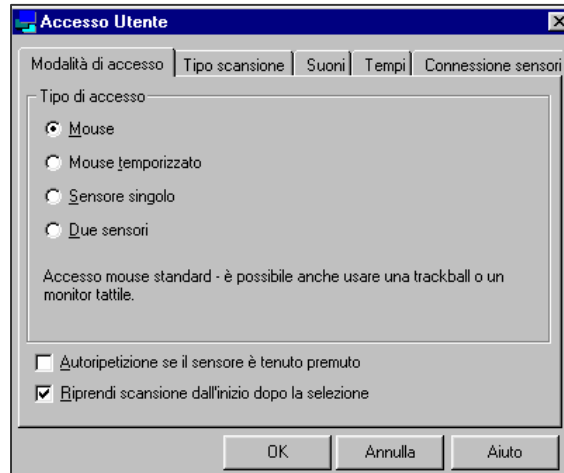 Accesso Utente
Modalità di accesso Tipo scansione Suoni Tempi Connessione sensori
Tipo di accesso
Mouse
Mouse temporizzato
Sensore singolo
Due sensori
Accesso mouse standard - è possibile anche usare una trackball o un
monitor tattile.
Autoripetizione se il sensore è tenuto premuto
Riprendi scansione dall'inizio dopo la selezione
OK Annulla Aiuto